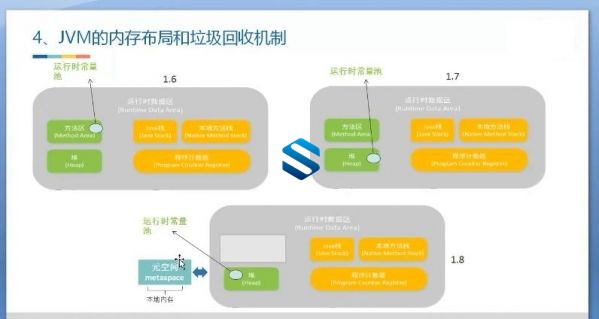 4、JVM的内存布局和垃圾回收机制
运行时常量
池
1.6
运行时数据区
(Runtime Data Area)
方法区
(Method Area)
Java栈
(Java Stack)
本地方法栈
(Native Method Stack)
堆
(Heap)
程序计数器
(Program Counter Register)
运行时常量池
1.7
运行时数据区
(Runtime Data Area)
方法区
(Method Area)
Java栈
(Java Stack)
本地方法栈
(Native Method Stack)
堆
(Heap)
程序计数器
(Program Counter Register)
运行时常量
池
运行时数据区
(Runtime Data Area)
Java栈
(Java Stack)
本地方法栈
(Native Method Stack)
1.8
元空间
metaspace
堆
(Heap)
程序计数器
(Program Counter Register)
本地内存